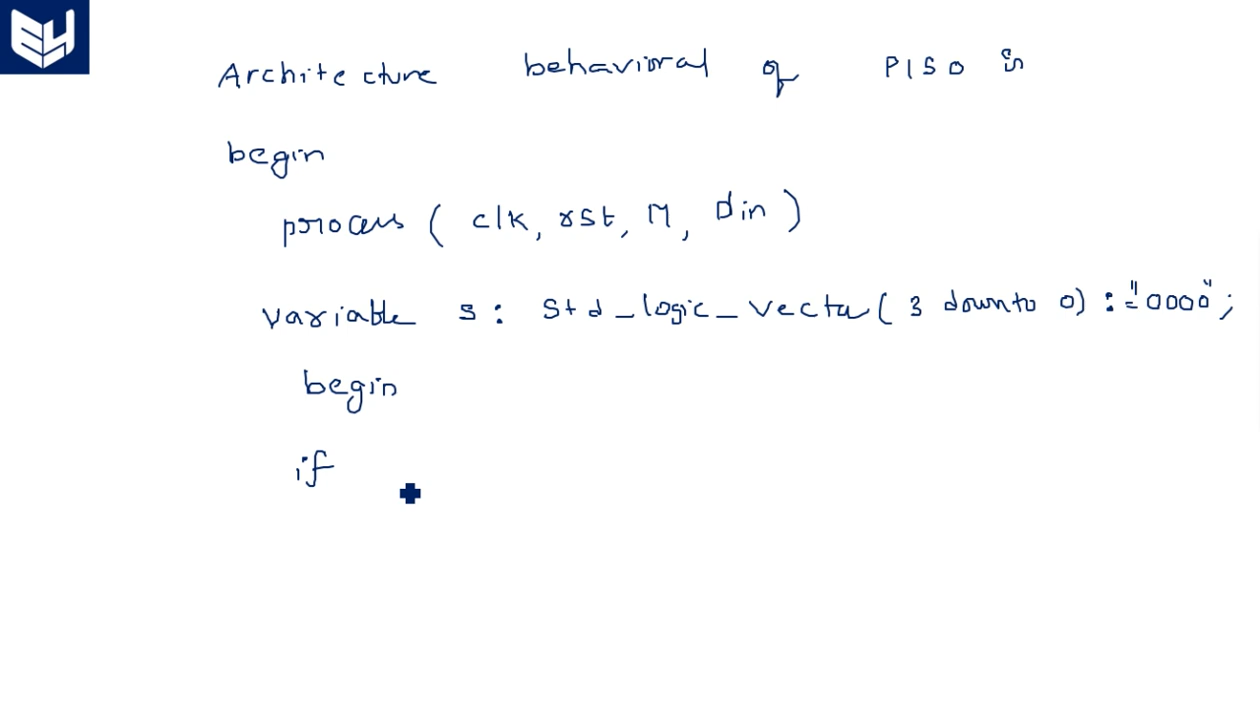 Architecture behavioral of PISO is
begin
process ( clk, rst, M, Din )
variable s : Std_logic_vector ( 3 downto 0) := "0000";
begin
if